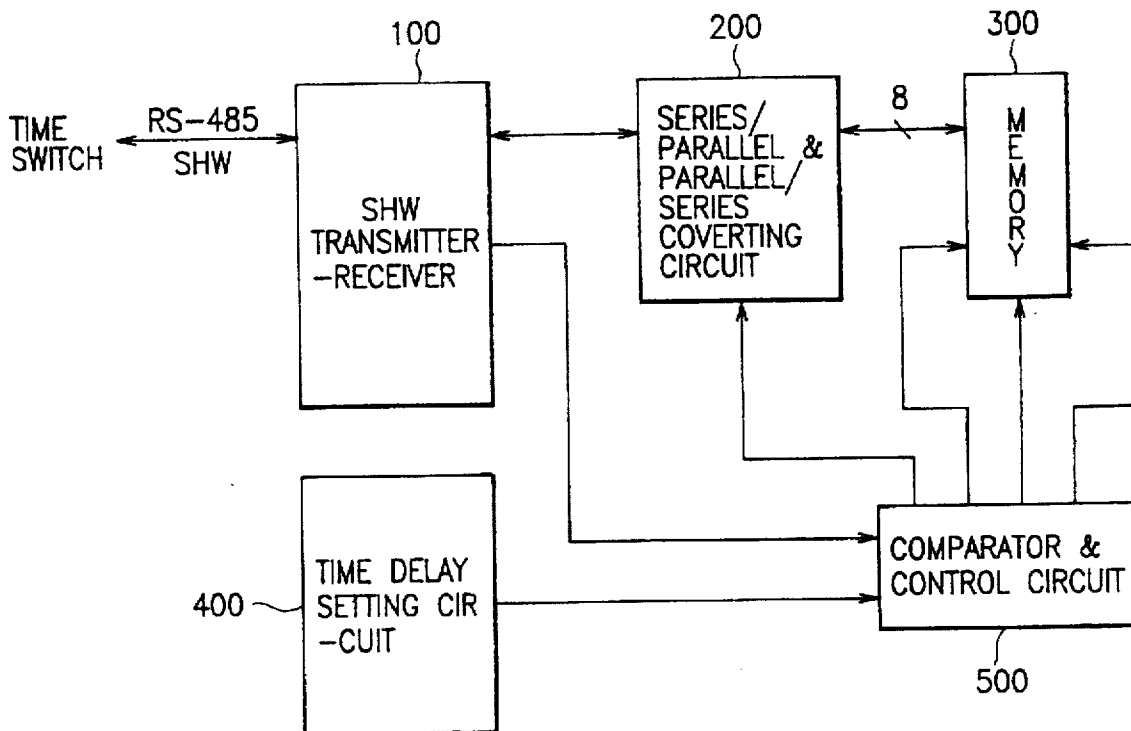 100
200
300
TIME
SWITCH
RS-485
SHW
SHW
TRANSMITTER
-RECEIVER
SERIES/
PARALLEL &
PARALLEL/
SERIES
COVERTING
CIRCUIT
8
MEMORY
400
TIME DELAY
SETTING CIR
-CUIT
COMPARATOR &
CONTROL CIRCUIT
500